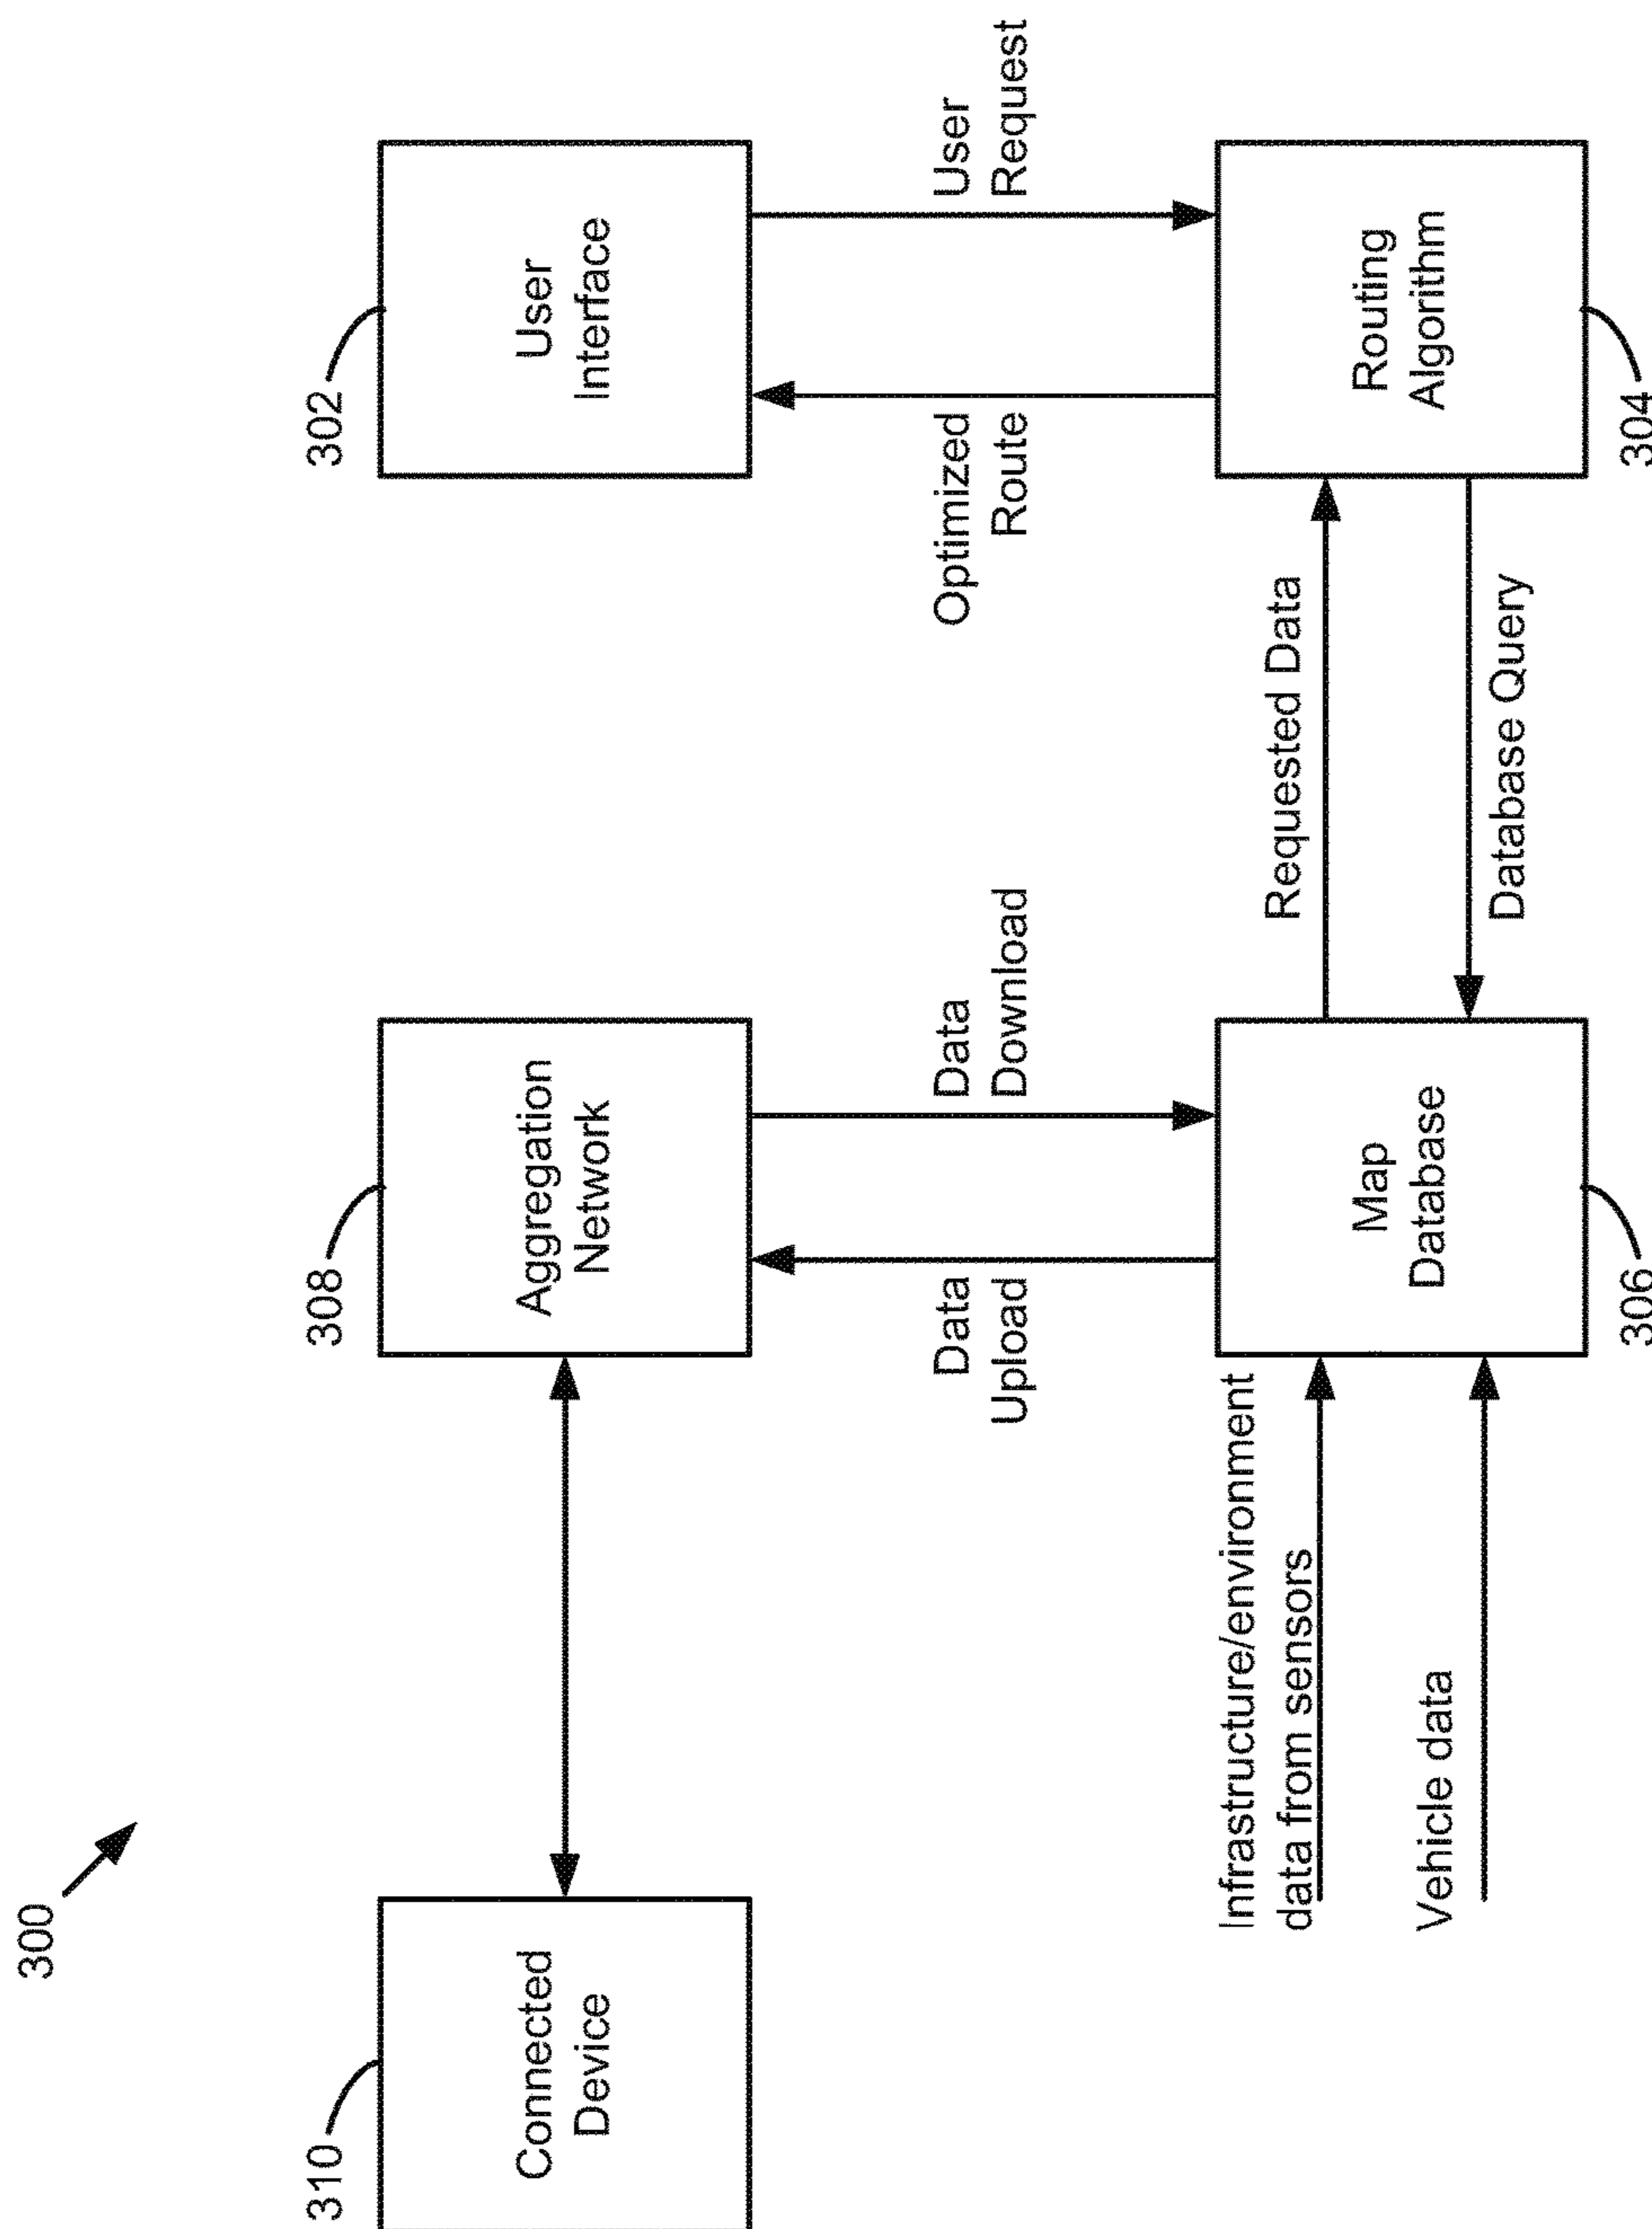 300
310
308
302
Connected
Device
Aggregation
Network
User
Interface
Data
Upload
Data
Download
Optimized
Route
User
Request
Infrastructure/environment
data from sensors
Vehicle data
Map
Database
Requested Data
Database Query
Routing
Algorithm
306
304